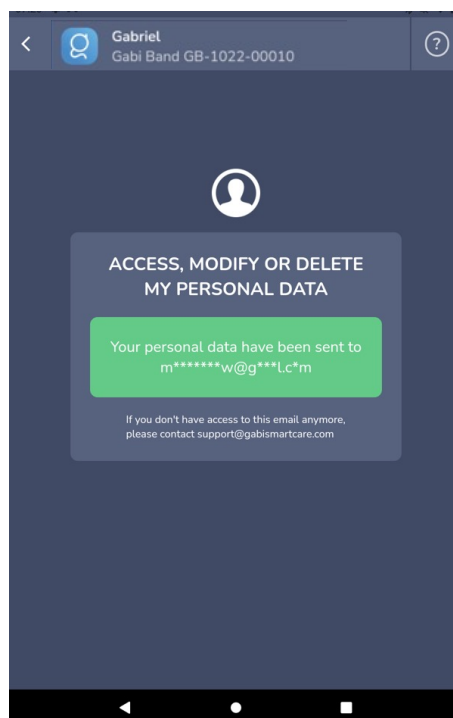 Gabriel
Gabi Band GB-1022-00010
?
ACCESS, MODIFY OR DELETE
MY PERSONAL DATA
Your personal data have been sent to
m*******w@g***l.c*m
If you don't have access to this email anymore,
please contact support@gabismartcare.com